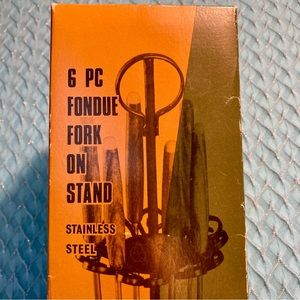 6 PC
FONDUE
FORK
ON
STAND
STAINLESS
STEEL